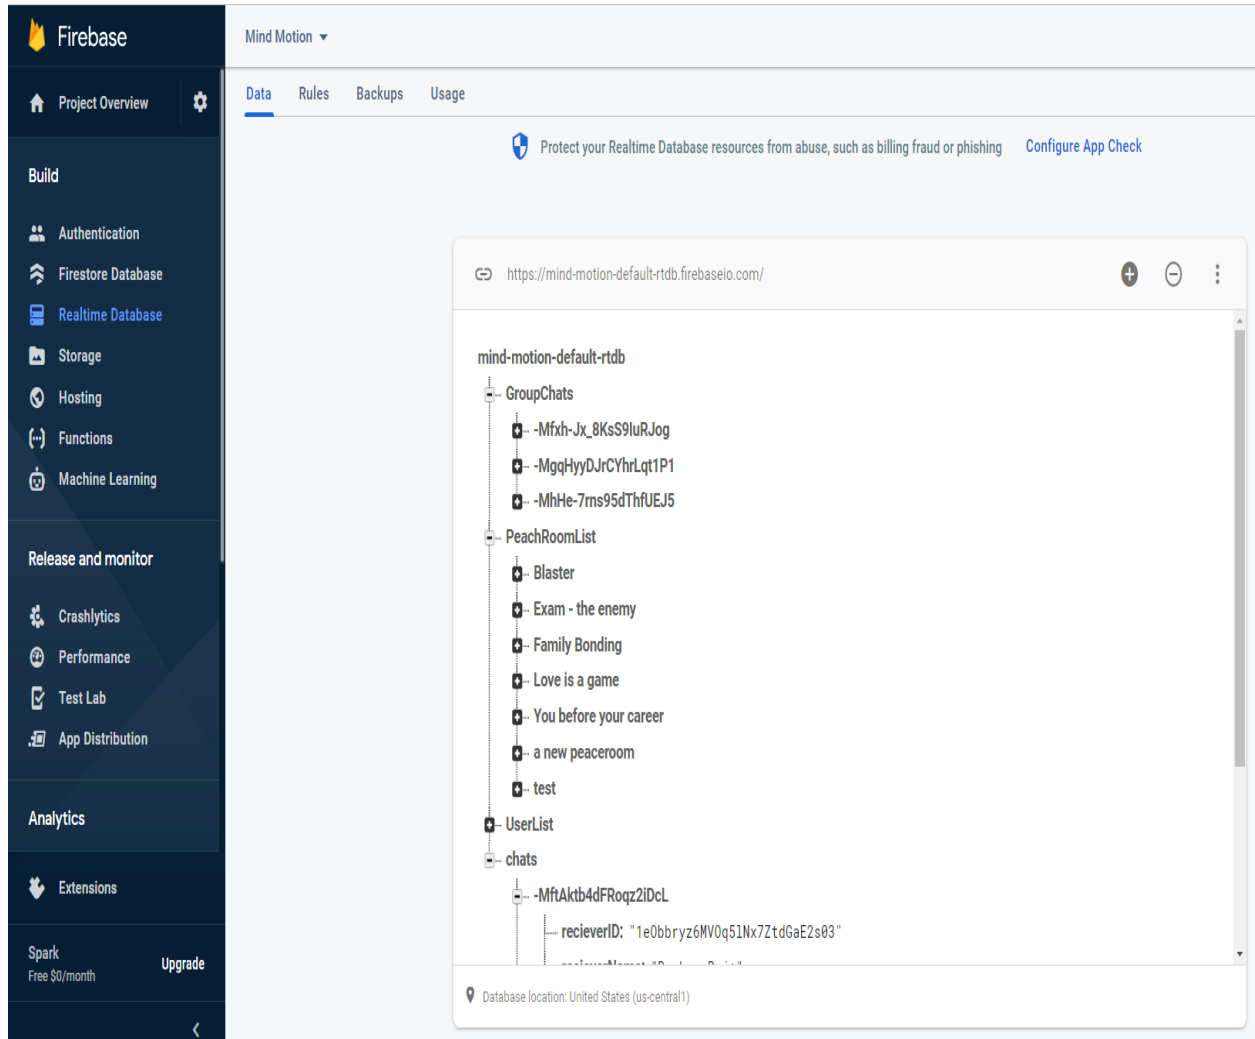 Firebase
Mind Motion
Project Overview
Data Rules Backups Usage
Protect your Realtime Database resources from abuse, such as billing fraud or phishing Configure App Check
Build
Authentication
Firestore Database
Realtime Database
Storage
Hosting
Functions
Machine Learning
Release and monitor
Crashlytics
Performance
Test Lab
App Distribution
Analytics
Extensions
Spark
Free $0/month
Upgrade
https://mind-motion-default-rtdb.firebaseio.com/
mind-motion-default-rtdb
GroupChats
-Mfxh-Jx_8KsS9IuRJog
-MgqHyyDJrCYhrLqt1P1
-MhHe-7rns95dThfUEJ5
PeachRoomList
Blaster
Exam - the enemy
Family Bonding
Love is a game
You before your career
a new peaceroom
test
UserList
chats
-MftAktb4dFRoqz2iDcL
recieverID: "1eObbryz6MVOq5lNx7ZtdGaE2s03"
Database location: United States (us-central1)